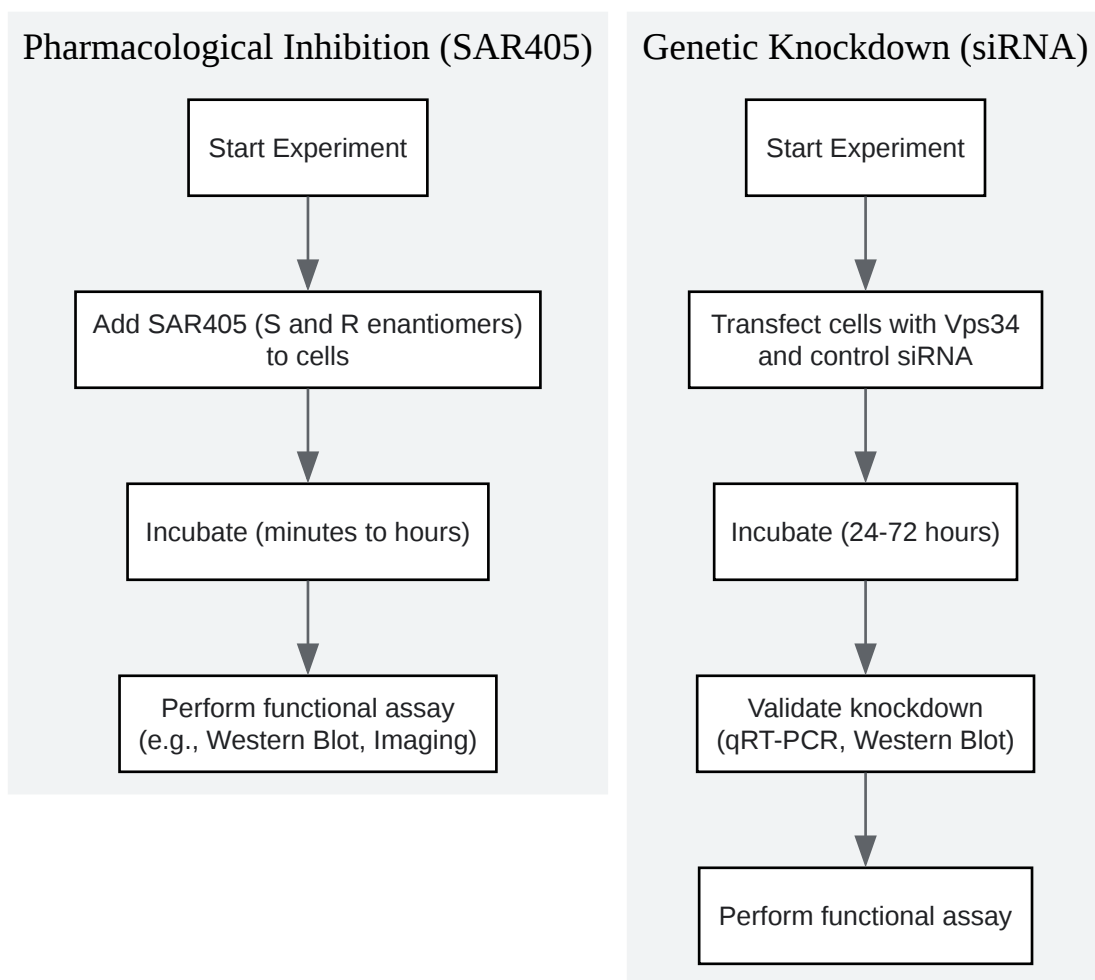 Pharmacological Inhibition (SAR405)
Start Experiment
Add SAR405 (S and R enantiomers)
to cells
Incubate (minutes to hours)
Perform functional assay
(e.g., Western Blot, Imaging)
Genetic Knockdown (siRNA)
Start Experiment
Transfect cells with Vps34
and control siRNA
Incubate (24-72 hours)
Validate knockdown
(qRT-PCR, Western Blot)
Perform functional assay